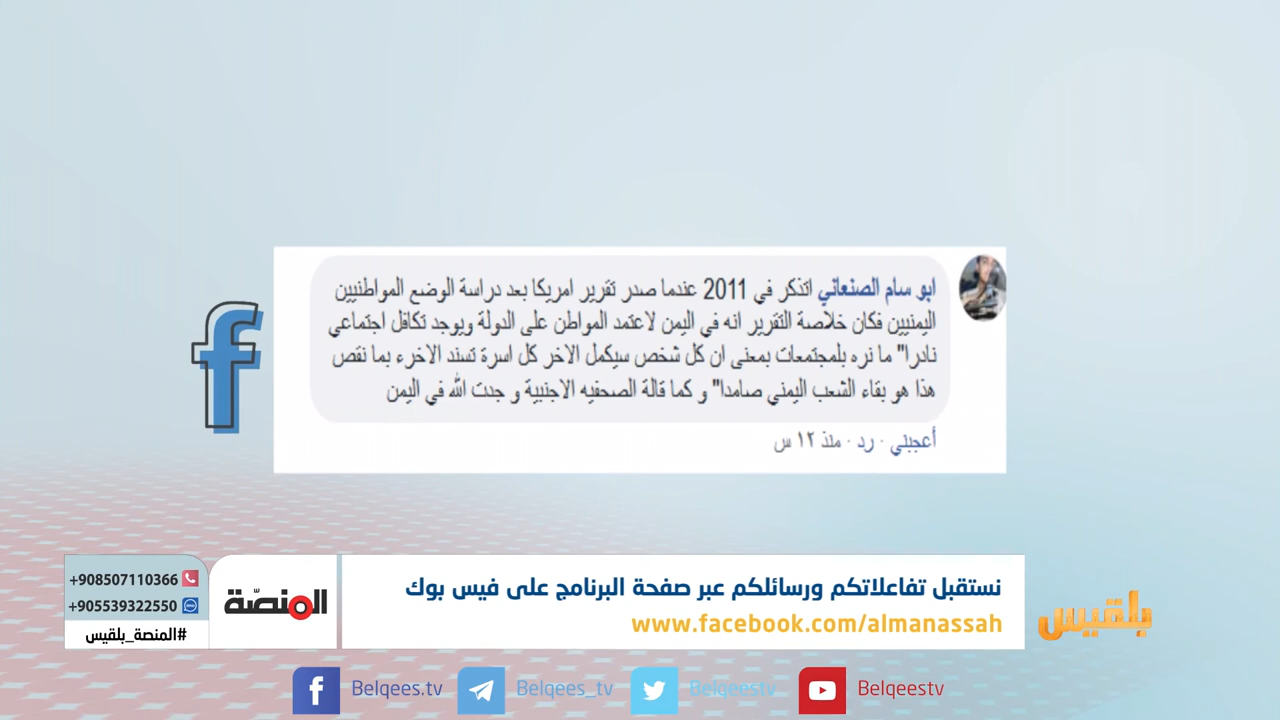 ابو سام الصنعاني اتذكر في 2011 عندما صدر تقرير امريكا بعد دراسة الوضع المواطنيين
اليمنيين فكان خلاصة التقرير انه في اليمن لاعتمد المواطن على الدولة ويوجد تكافل اجتماعي
نادرا" ما نره بلمجتمعات بمعنى ان كل شخص سيكمل الاخر كل اسرة تسند الاخرء بما نقص
هذا هو بقاء الشعب اليمني صامدا" و كما قالة الصحفيه الاجنبية و جدت الله في اليمن
أعجبني · رد · منذ ١٢ س
نستقبل تفاعلاتكم ورسائلكم عبر صفحة البرنامج على فيس بوك
www.facebook.com/almanassah
المنصّة
+908507110366
+905539322550
#المنصة_بلقيس
بلقيس
Belqees.tv
Belqees_tv
Belqeestv
Belqeestv